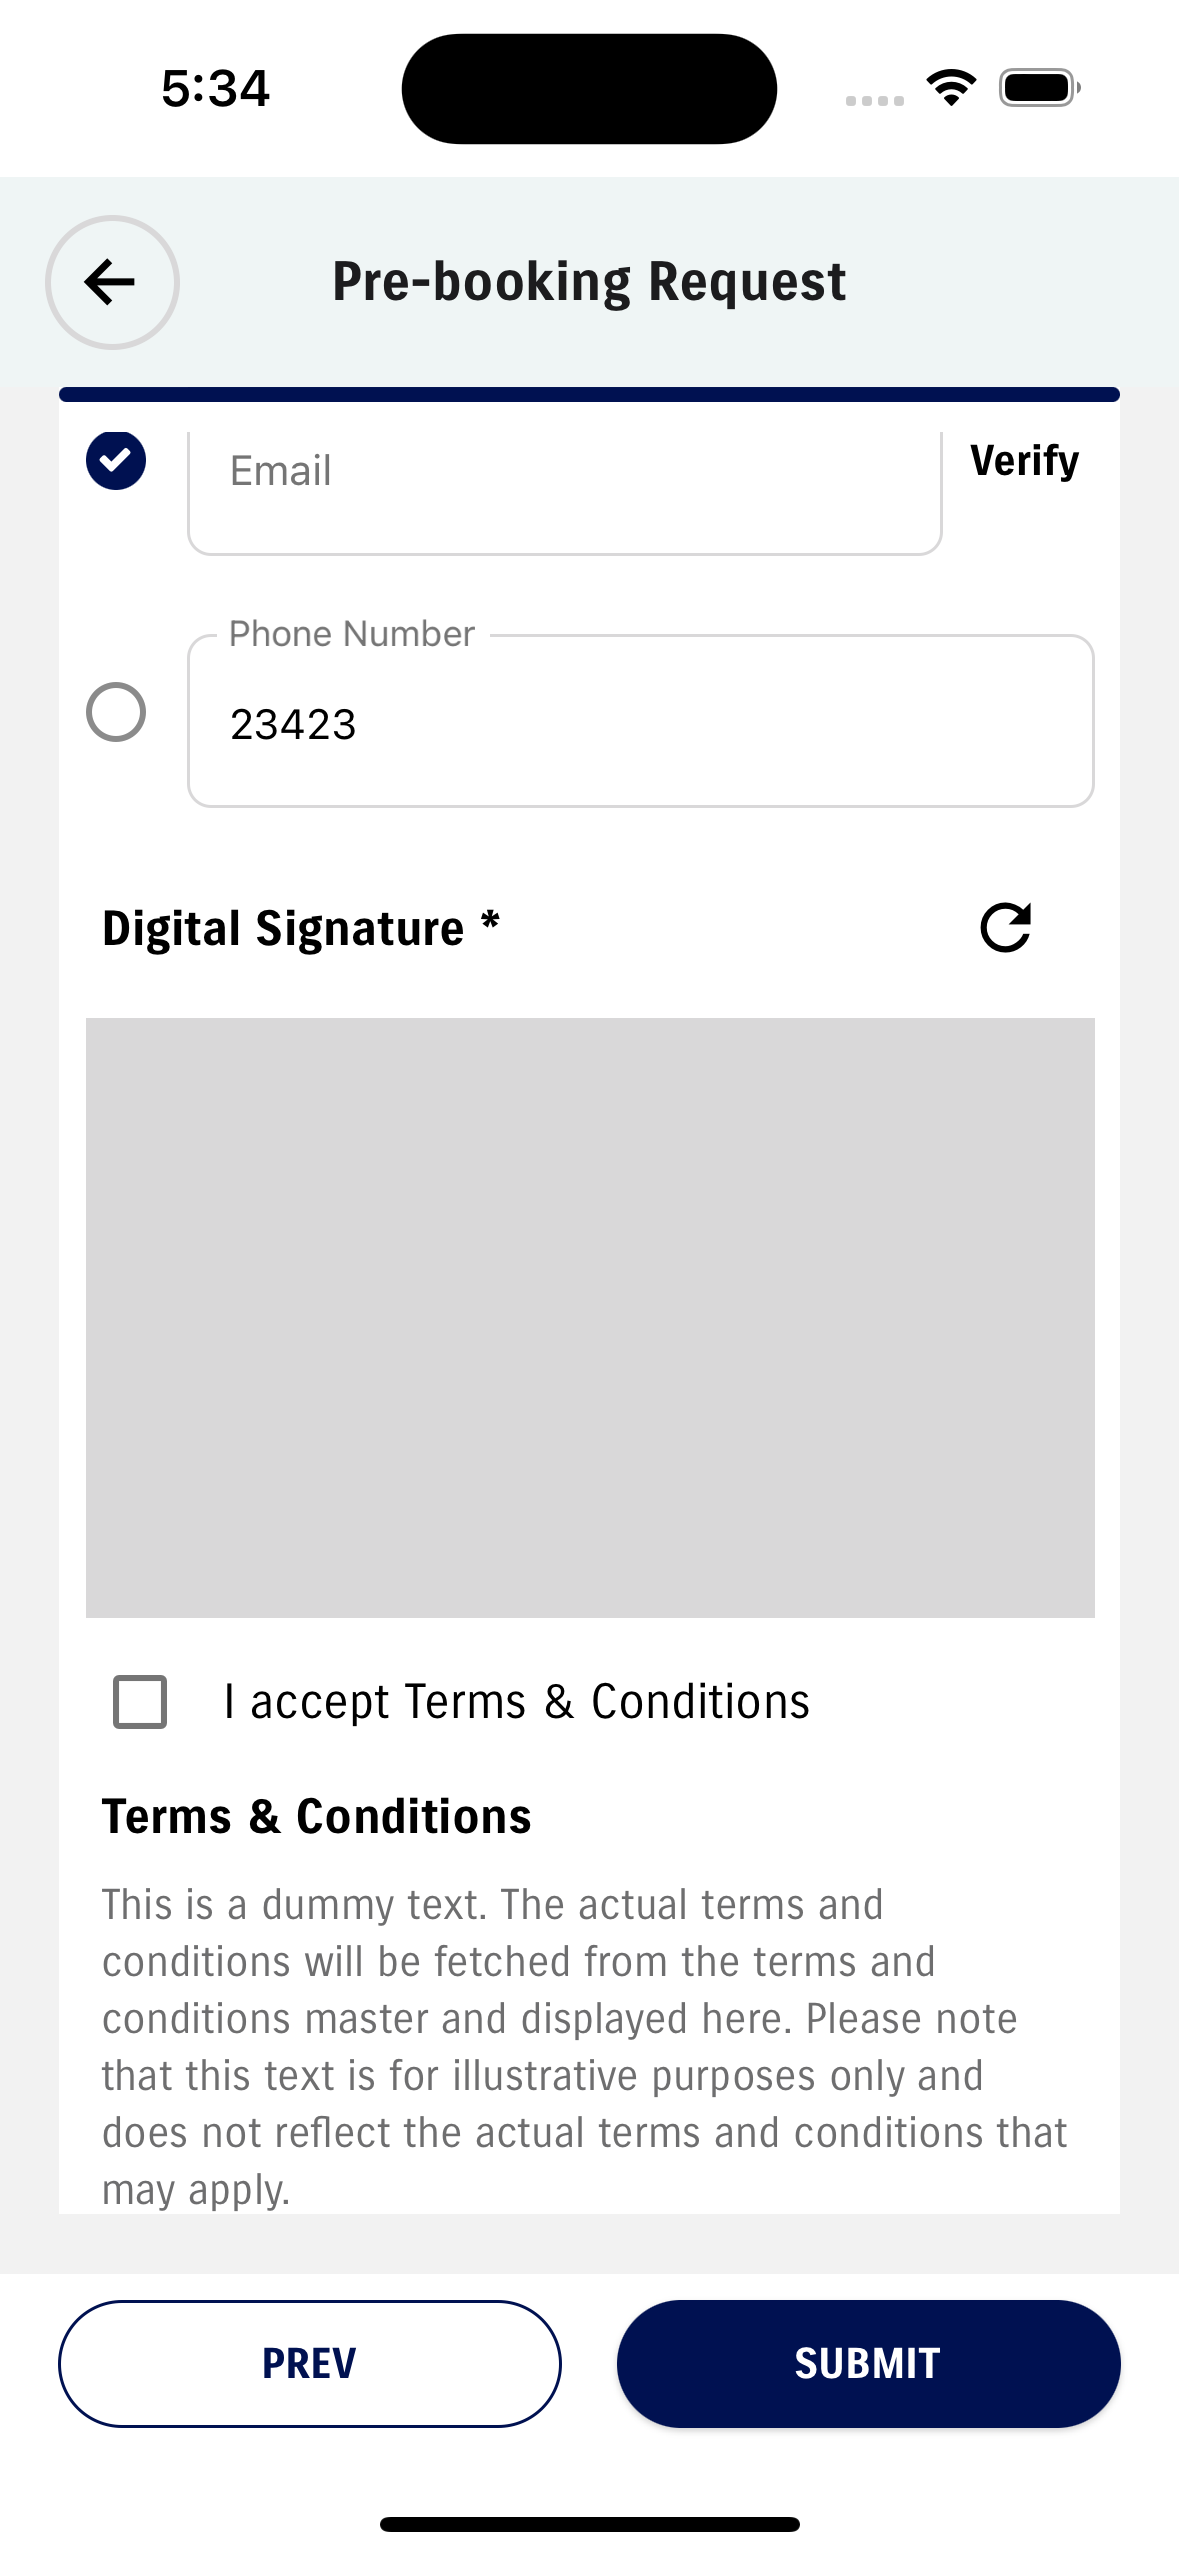 5:34
Pre-booking Request
Email
Verify
Phone Number
23423
Digital Signature *
I accept Terms & Conditions
Terms & Conditions
This is a dummy text. The actual terms and
conditions will be fetched from the terms and
conditions master and displayed here. Please note
that this text is for illustrative purposes only and
does not reflect the actual terms and conditions that
may apply.
PREV
SUBMIT